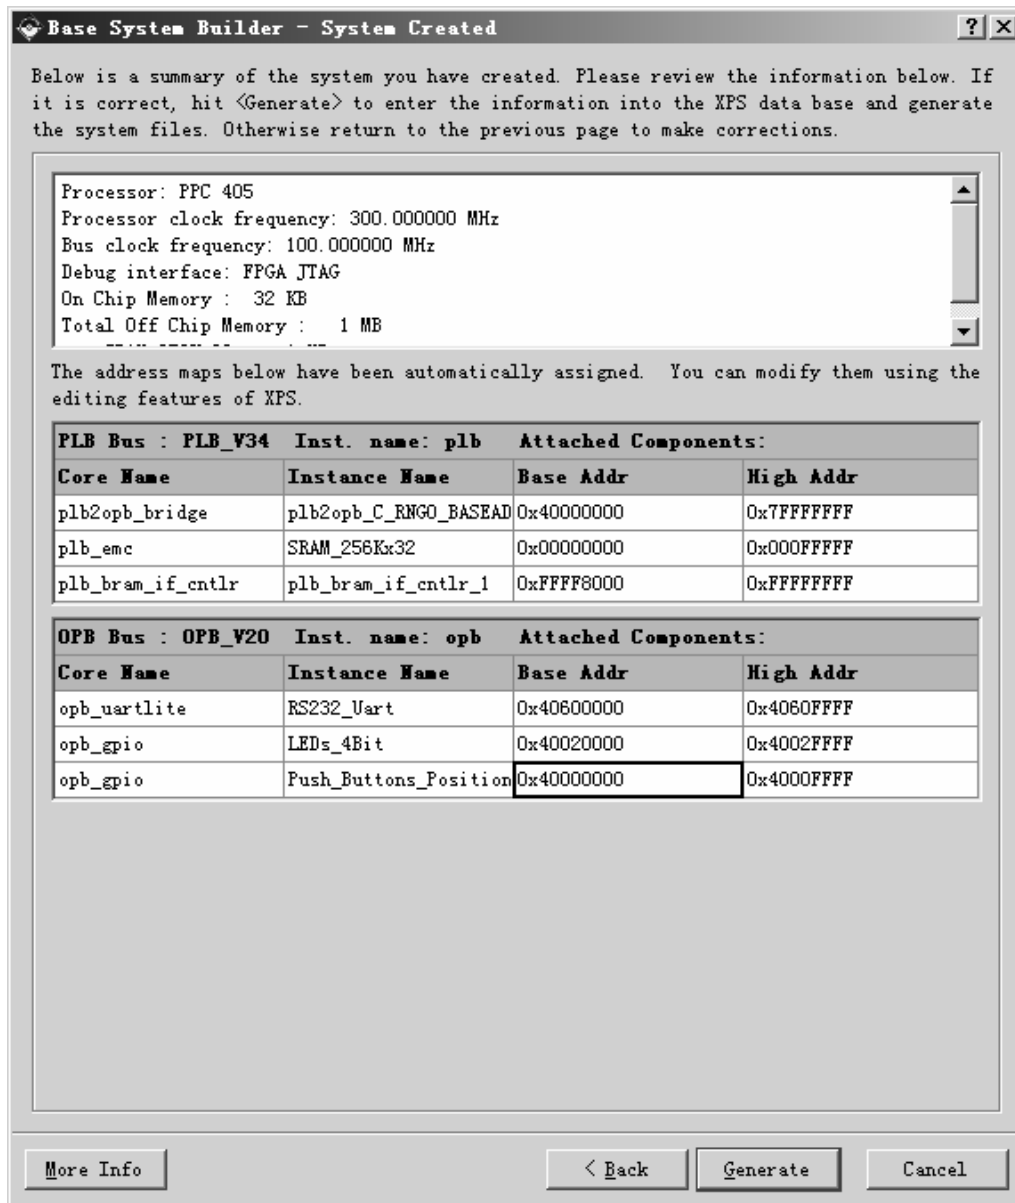 Base System Builder - System Created
Below is a summary of the system you have created. Please review the information below. If
it is correct, hit <Generate> to enter the information into the XPS data base and generate
the system files. Otherwise return to the previous page to make corrections.
Processor: PPC 405
Processor clock frequency: 300.000000 MHz
Bus clock frequency: 100.000000 MHz
Debug interface: FPGA JTAG
On Chip Memory : 32 KB
Total Off Chip Memory : 1 MB
The address maps below have been automatically assigned. You can modify them using the
editing features of XPS.
PLB Bus : PLB_V34 Inst. name: plb Attached Components:
Core Name Instance Name Base Addr High Addr
plb2opb_bridge plb2opb_C_RNG0_BASEAD 0x40000000 0x7FFFFFFF
plb_emc SRAM_256Kx32 0x00000000 0x000FFFFF
plb_bram_if_cntlr plb_bram_if_cntlr_1 0xFFFF8000 0xFFFFFFFF
OPB Bus : OPB_V20 Inst. name: opb Attached Components:
Core Name Instance Name Base Addr High Addr
opb_uartlite RS232_Uart 0x40600000 0x4060FFFF
opb_gpio LEDs_4Bit 0x40020000 0x4002FFFF
opb_gpio Push_Buttons_Position 0x40000000 0x4000FFFF
More Info < Back Generate Cancel